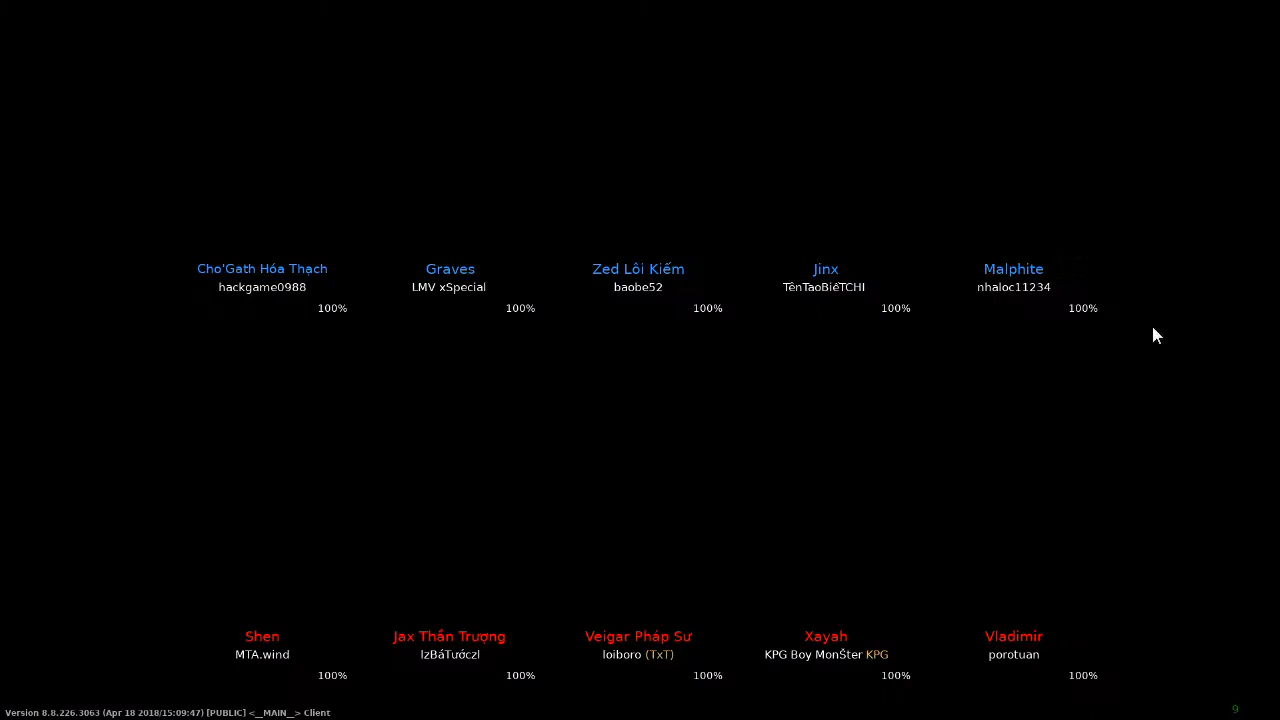 Cho'Gath Hóa Thạch Graves Zed Lôi Kiếm Jinx Malphite
hackgame0988 LMV xSpecial baobe52 TênTaoBiếTCHI nhaloc11234
100% 100% 100% 100% 100%
Shen Jax Thần Trượng Veigar Pháp Sư Xayah Vladimir
MTA.wind lzBáTướczl loiboro (TxT) KPG Boy MonŠter KPG porotuan
100% 100% 100% 100% 100%
Version 8.8.226.3063 (Apr 18 2018/15:09:47) [PUBLIC] <__MAIN__> Client 9